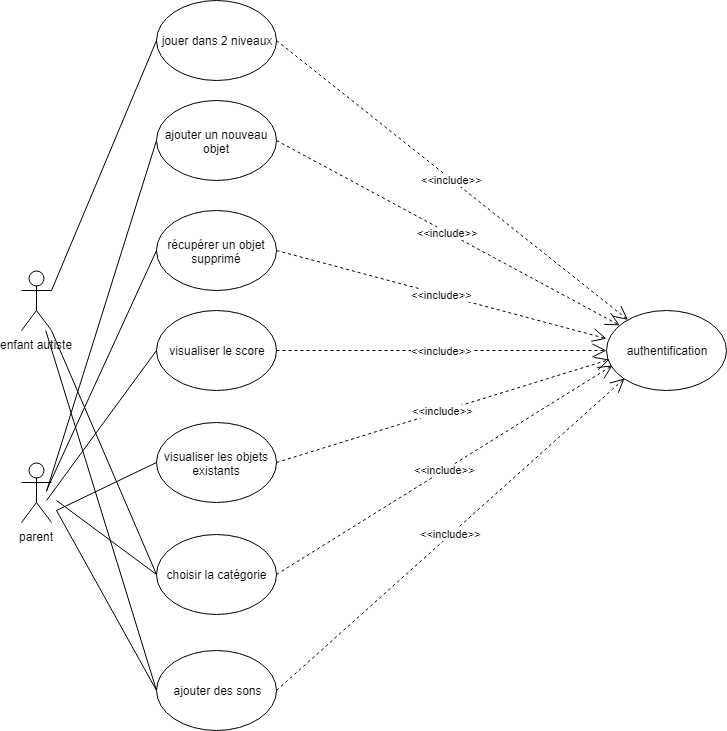 jouer dans 2 niveaux
ajouter un nouveau
objet
<<include>>
<<include>>
récupérer un objet
supprimé
<<include>>
enfant autiste
visualiser le score
<<include>>
authentification
<<include>>
visualiser les objets
existants
<<include>>
parent
<<include>>
choisir la catégorie
ajouter des sons